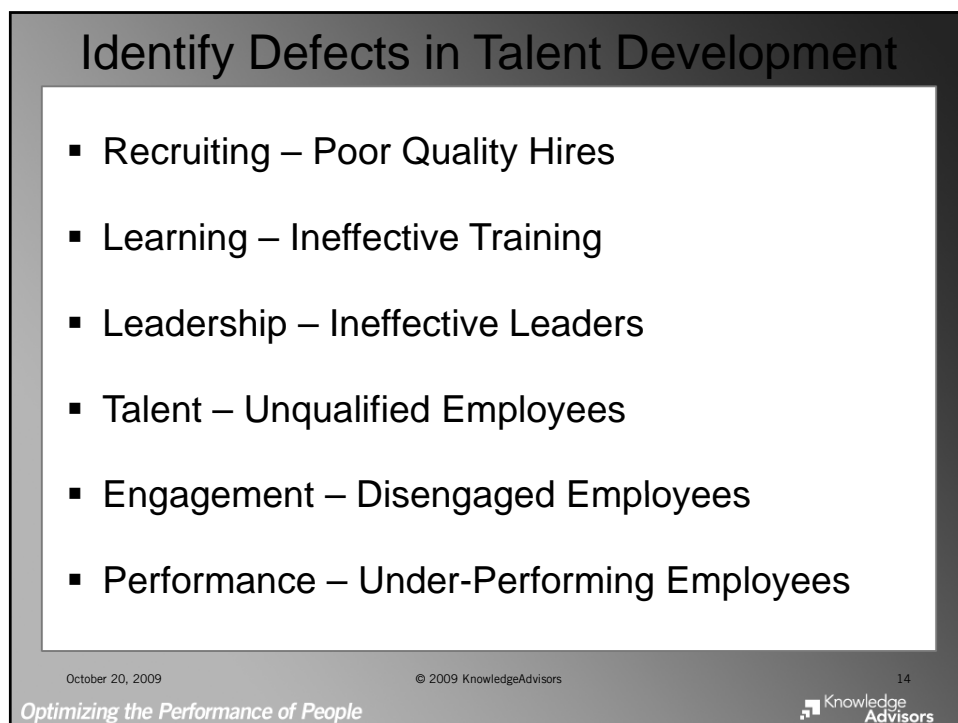 Identify Defects in Talent Development
▪ Recruiting – Poor Quality Hires
▪ Learning – Ineffective Training
▪ Leadership – Ineffective Leaders
▪ Talent – Unqualified Employees
▪ Engagement – Disengaged Employees
▪ Performance – Under-Performing Employees
October 20, 2009 © 2009 KnowledgeAdvisors 14
Optimizing the Performance of People
Knowledge
Advisors